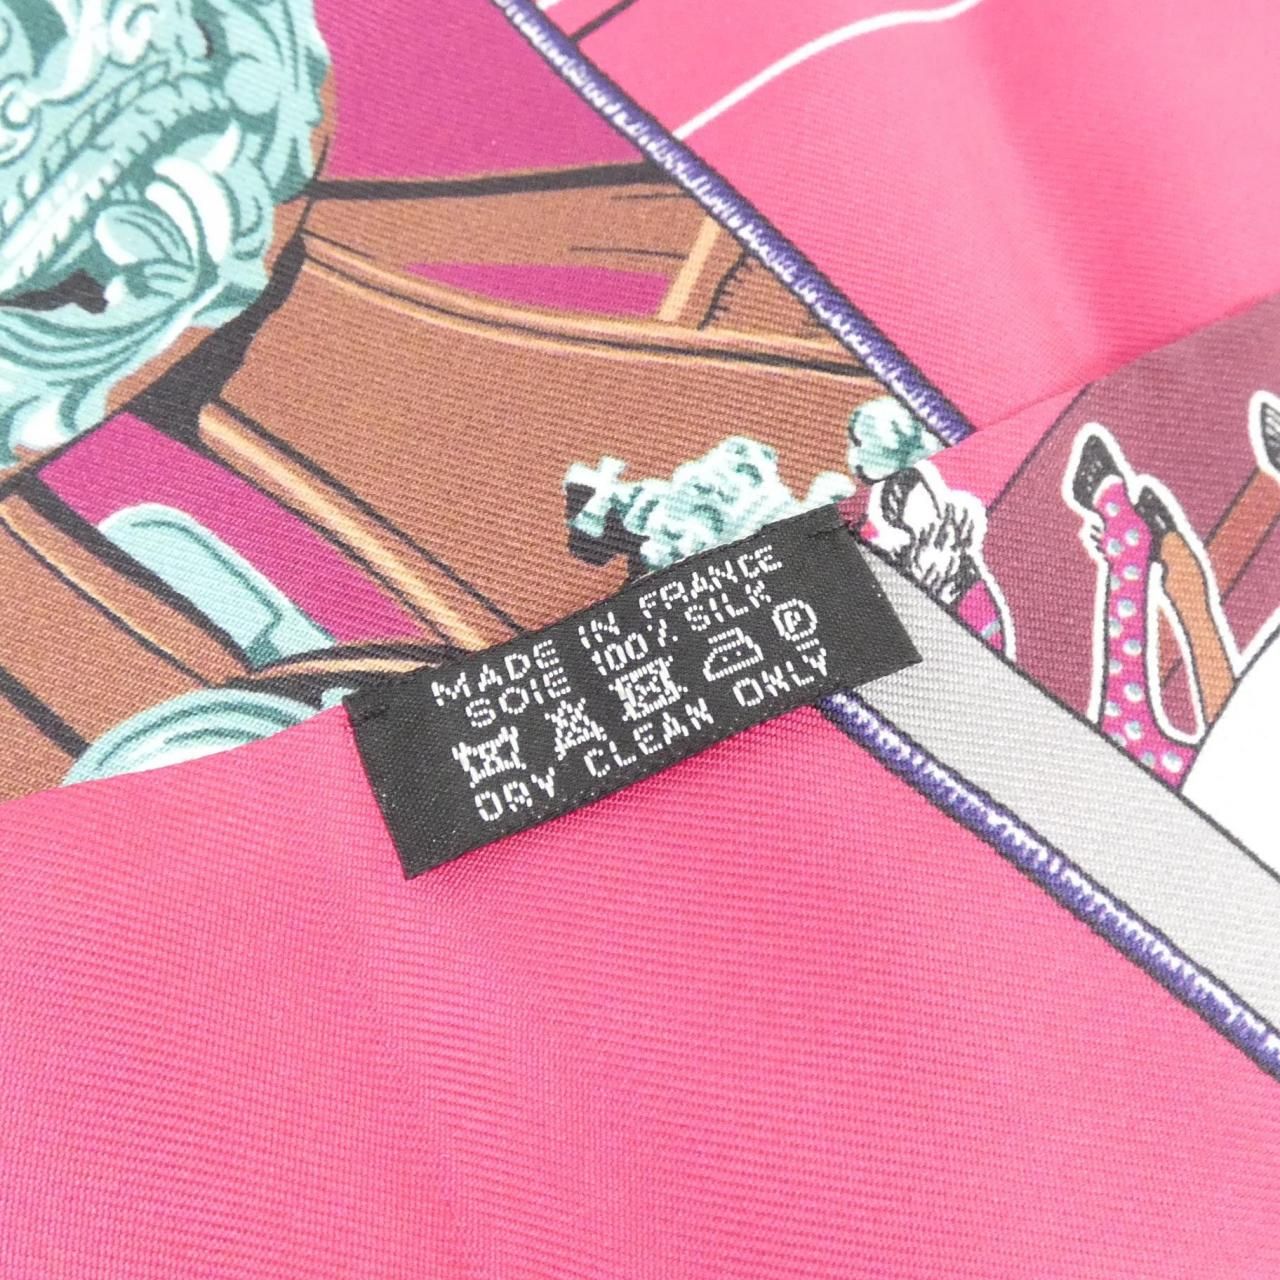 MADE IN FRANCE
SOIE 100% SILK
P
DRY CLEAN ONLY